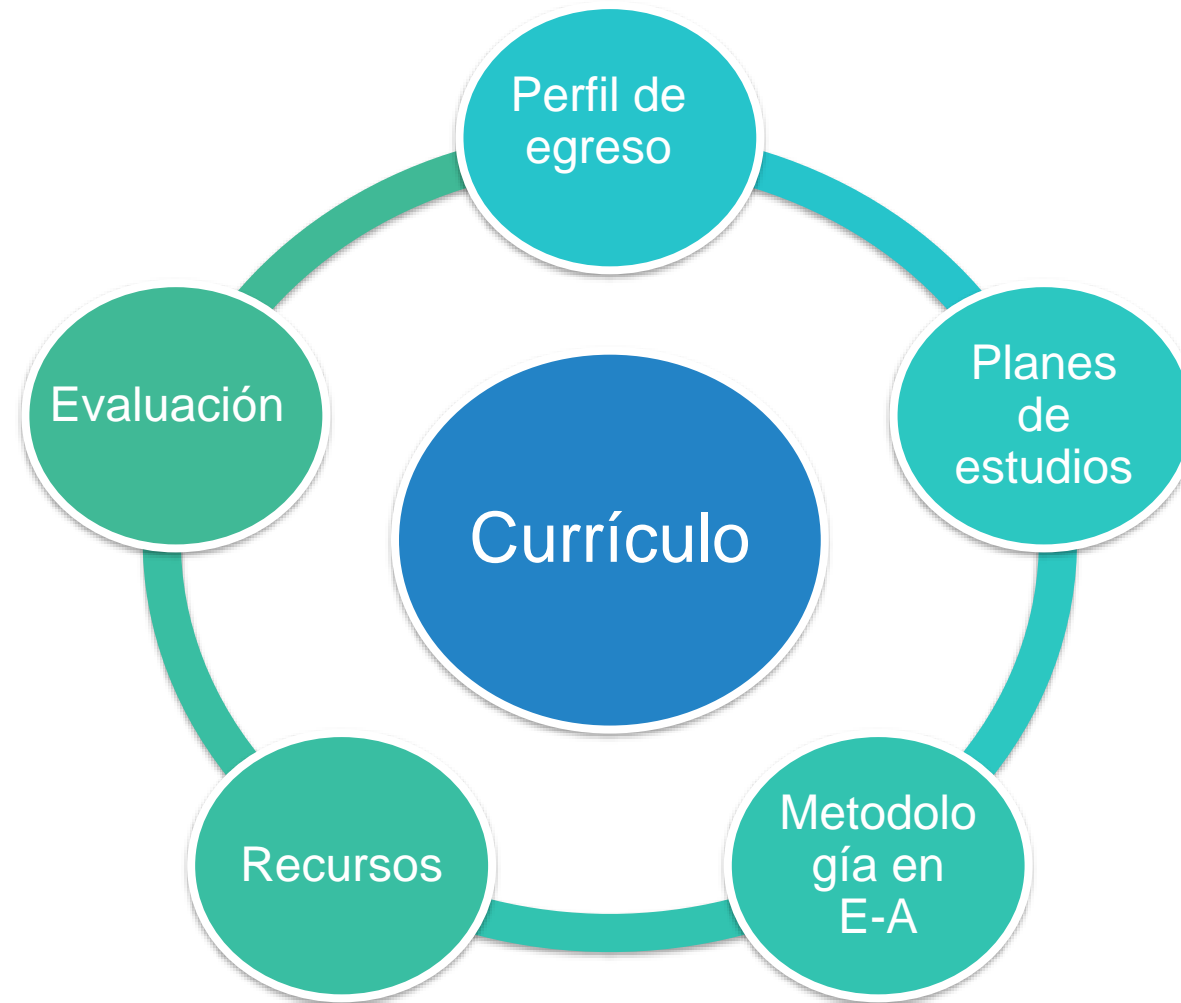 Perfil de
egreso
Planes
de
estudios
Evaluación
Currículo
Metodolo
gía en
E-A
Recursos